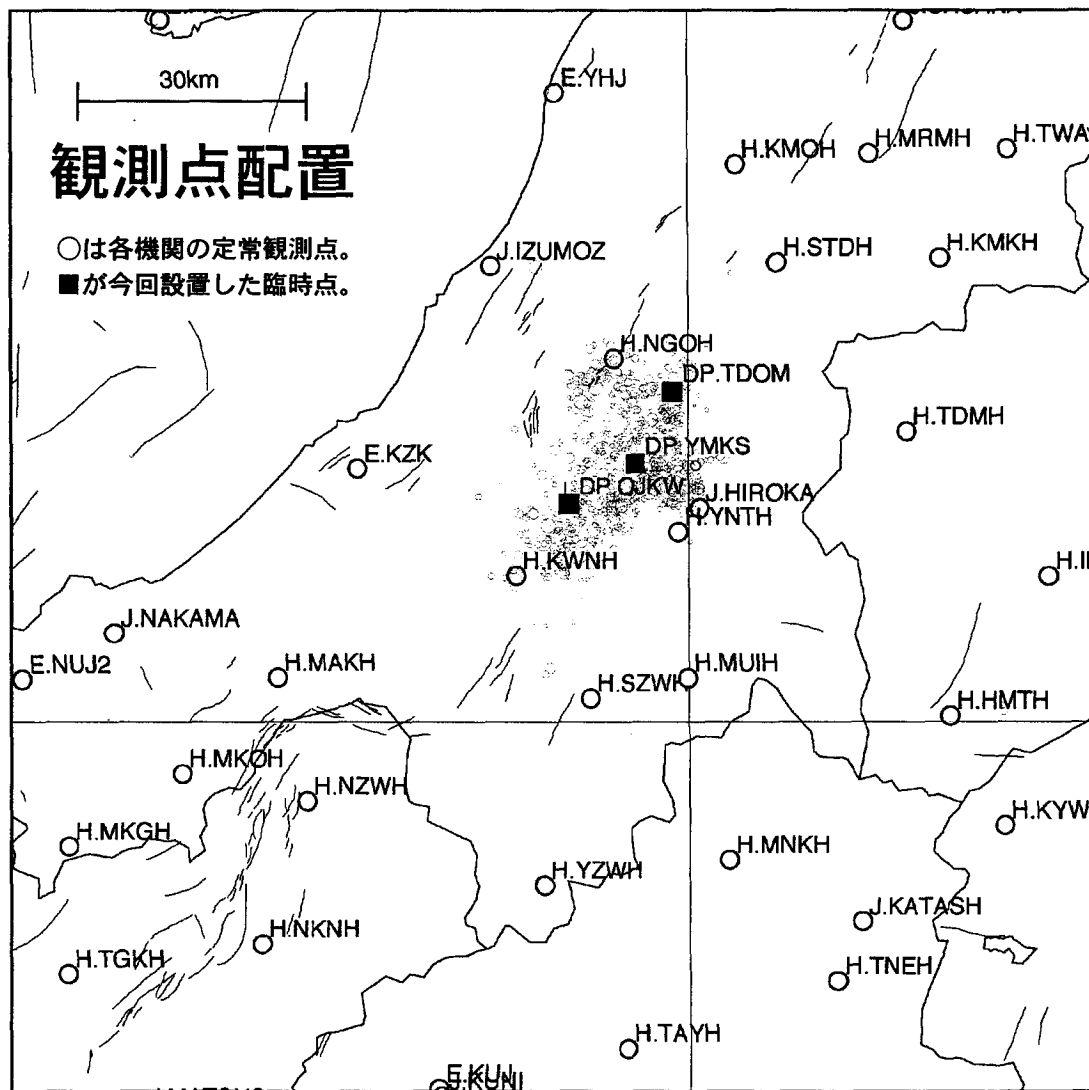 30km
観測点配置
○は各機関の定常観測点。
■が今回設置した臨時点。
E.YHJ
H.KMOH
H.MRMH
H.TWA
J.IZUMOZ
H.STDH
H.KMKH
H.NGOH
DP.TDOM
H.TDMH
E.KZK
DP.YMKS
DP.OJKW
J.HIROKA
H.YNTH
H.KWNH
J.NAKAMA
E.NUJ2
H.MAKH
H.MUIH
H.SZWH
H.HMTH
H.MKOH
H.NZWH
H.KYW
H.MKGH
H.MNKH
H.YZWH
J.KATASH
H.NKNH
H.TGKH
H.TNEH
H.TAYH